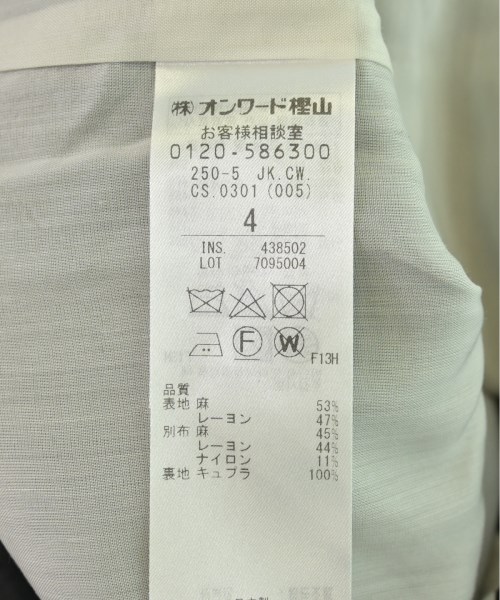 ㈱オンワード樫山
お客様相談室
0120-586300
250-5 JK.CW.
CS.0301 (005)
4
INS. 438502
LOT 7095004
F
W
F13H
品質
表地 麻 53%
レーヨン 47%
別布 麻 45%
レーヨン 44%
ナイロン 11%
裏地 キュプラ 100%